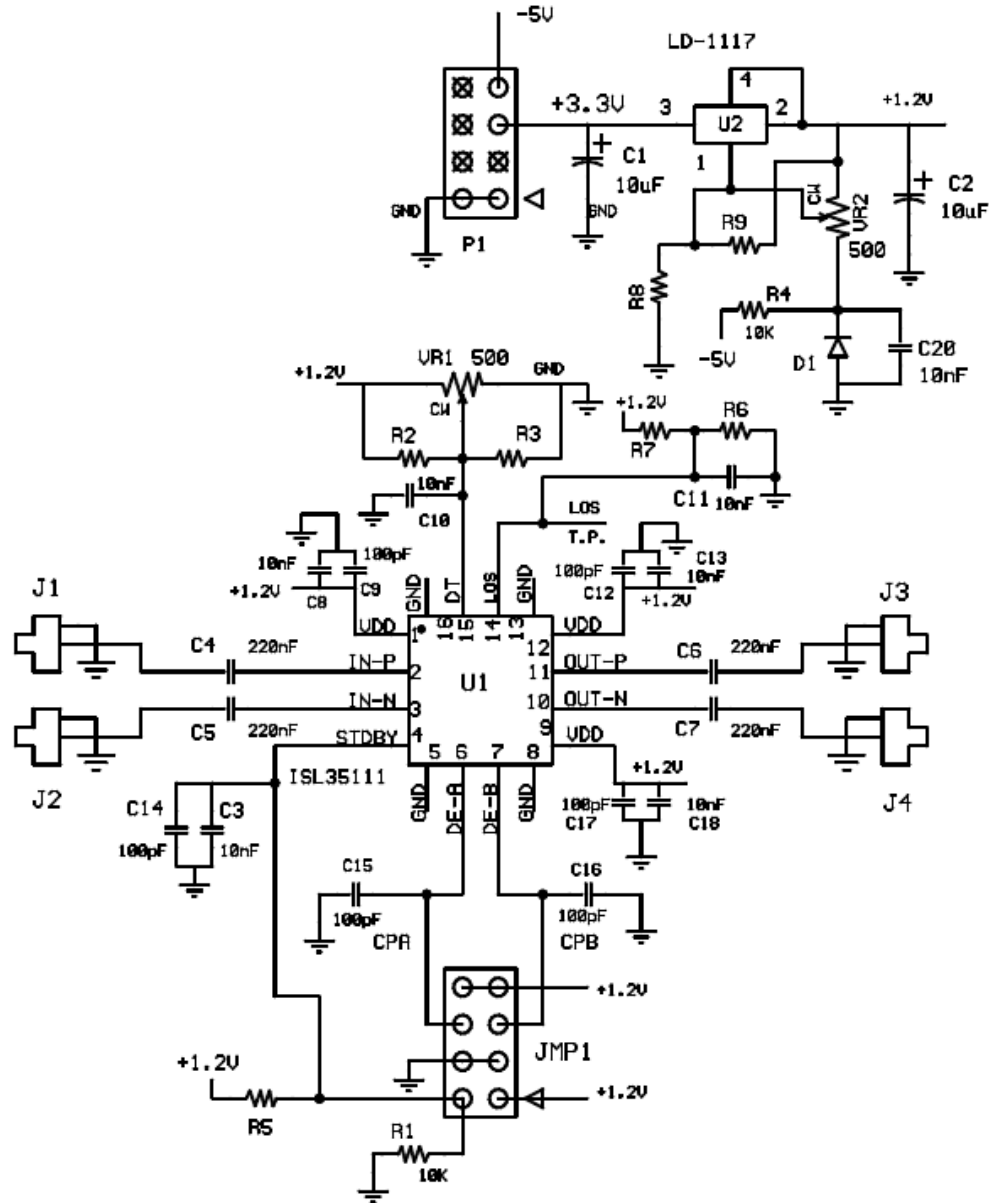 -5V
LD-1117
+3.3V
3
4
U2
2
+1.2V
1
C1
10uF
GND
GND
P1
CW
VR2
500
C2
10uF
R9
R8
R4
10K
-5V
D1
C20
10nF
VR1 500
GND
+1.2V
CW
R2
R3
+1.2V
R6
R7
10nF
C10
C11
10nF
LOS
T.P.
10nF
100pF
+1.2V
C8
C9
GND
DT
LOS
GND
100pF
C12
C13
10nF
+1.2V
J1
J3
VDD
1
16
15
14
13
12
VDD
C4
220nF
IN-P
2
11
OUT-P
C6
220nF
U1
C5
220nF
IN-N
3
10
OUT-N
C7
220nF
STDBY
4
9
VDD
5
6
7
8
J2
ISL35111
J4
GND
DE-A
DE-B
GND
+1.2V
100pF
C17
10nF
C18
C14
100pF
C3
10nF
C15
100pF
CPA
C16
100pF
CPB
+1.2V
JMP1
+1.2V
R5
+1.2V
R1
10K